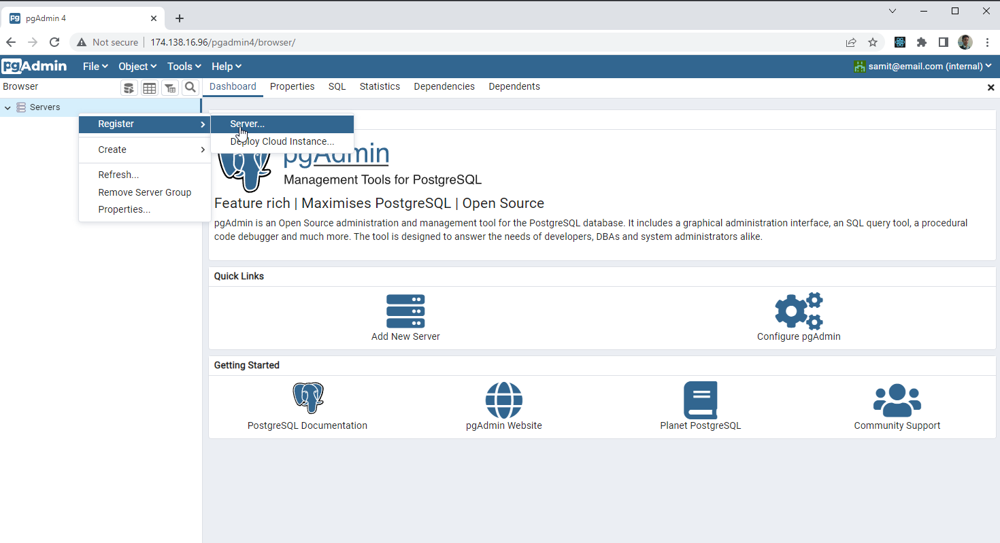 pgAdmin 4
Not secure 174.138.16.96/pgadmin4/browser/
pgAdmin File Object Tools Help samit@email.com (internal)
Browser Dashboard Properties SQL Statistics Dependencies Dependents
Servers
Register Server...
Deploy Cloud Instance...
Create
Refresh...
Remove Server Group
Properties...
pgAdmin
Management Tools for PostgreSQL
Feature rich | Maximises PostgreSQL | Open Source
pgAdmin is an Open Source administration and management tool for the PostgreSQL database. It includes a graphical administration interface, an SQL query tool, a procedural
code debugger and much more. The tool is designed to answer the needs of developers, DBAs and system administrators alike.
Quick Links
Add New Server Configure pgAdmin
Getting Started
PostgreSQL Documentation pgAdmin Website Planet PostgreSQL Community Support